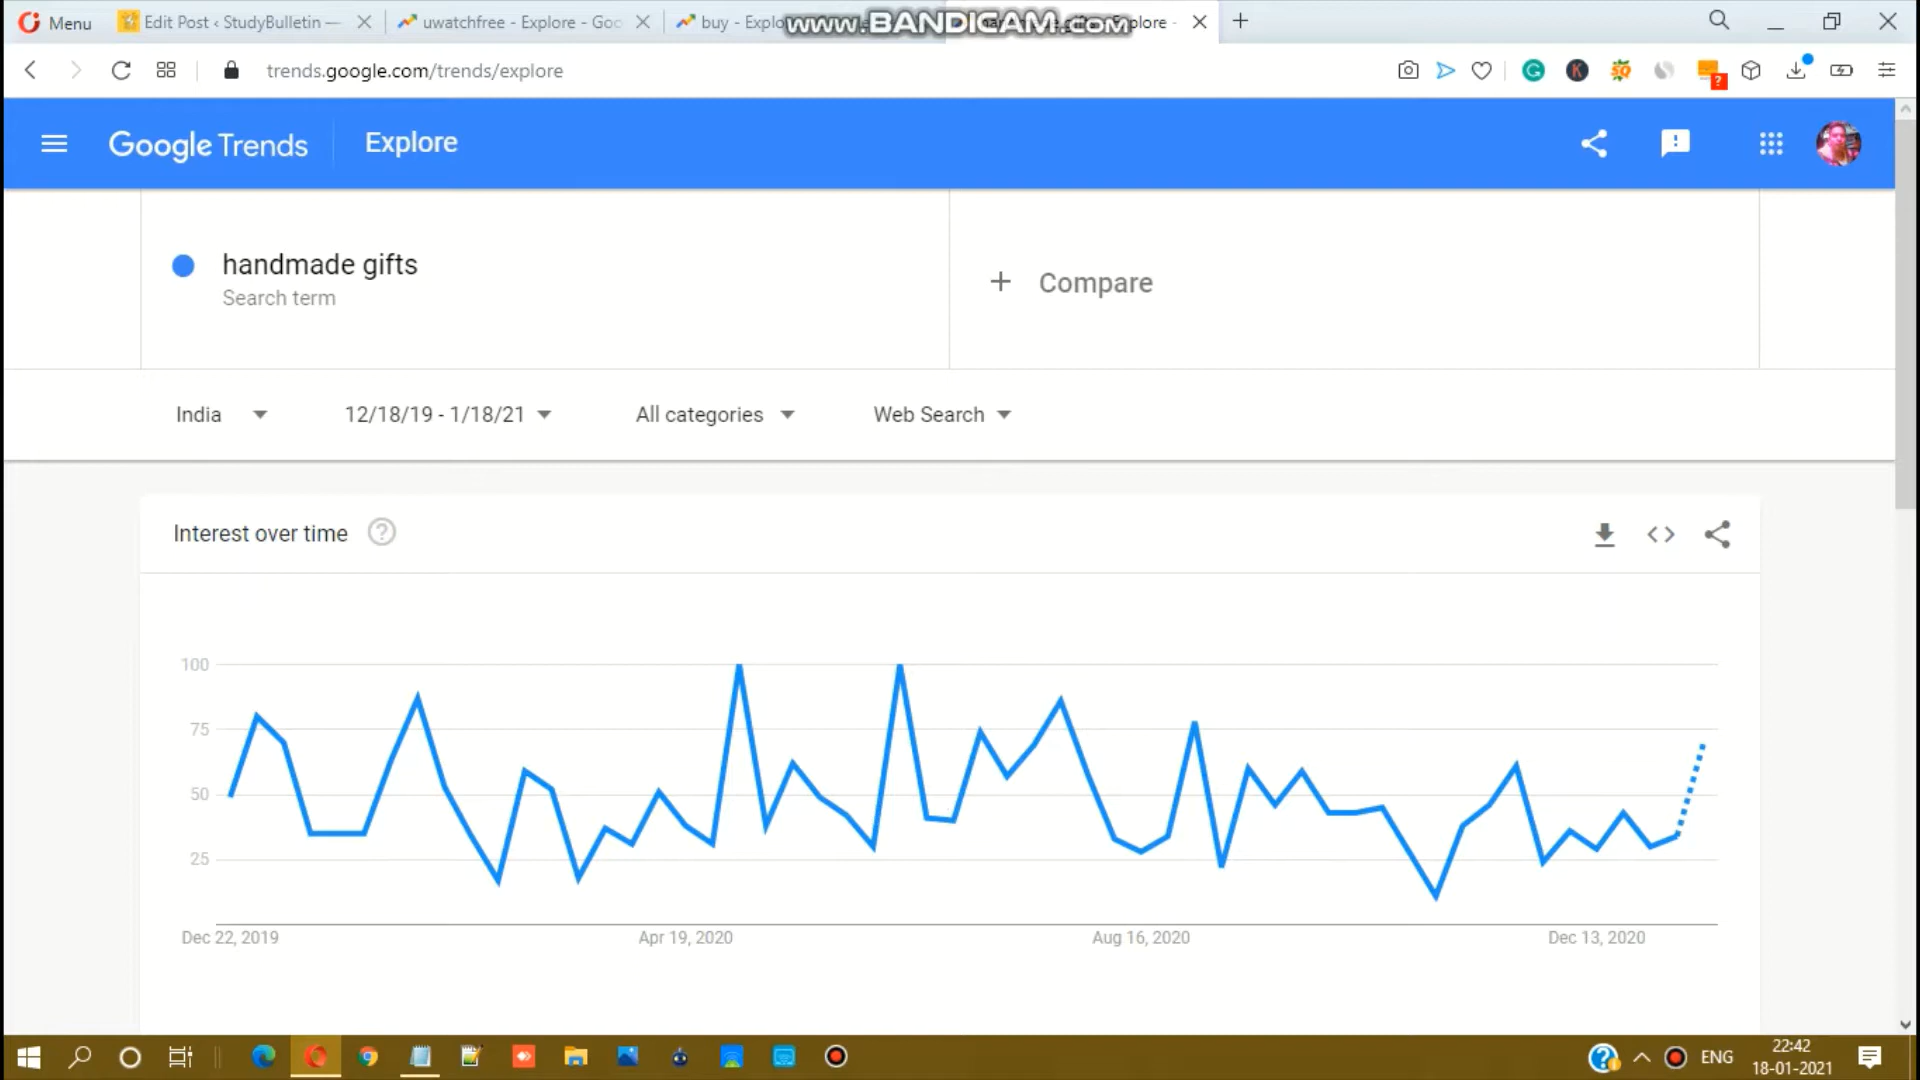 Menu
Edit Post ‹ StudyBulletin —
uwatchfree - Explore - Goo
buy - Explo
www.BANDICAM.com
Explore -
trends.google.com/trends/explore
?
Google Trends
Explore
handmade gifts
Search term
+ Compare
India
12/18/19 - 1/18/21
All categories
Web Search
Interest over time
?
100
75
50
25
Dec 22, 2019
Apr 19, 2020
Aug 16, 2020
Dec 13, 2020
ENG
22:42
18-01-2021